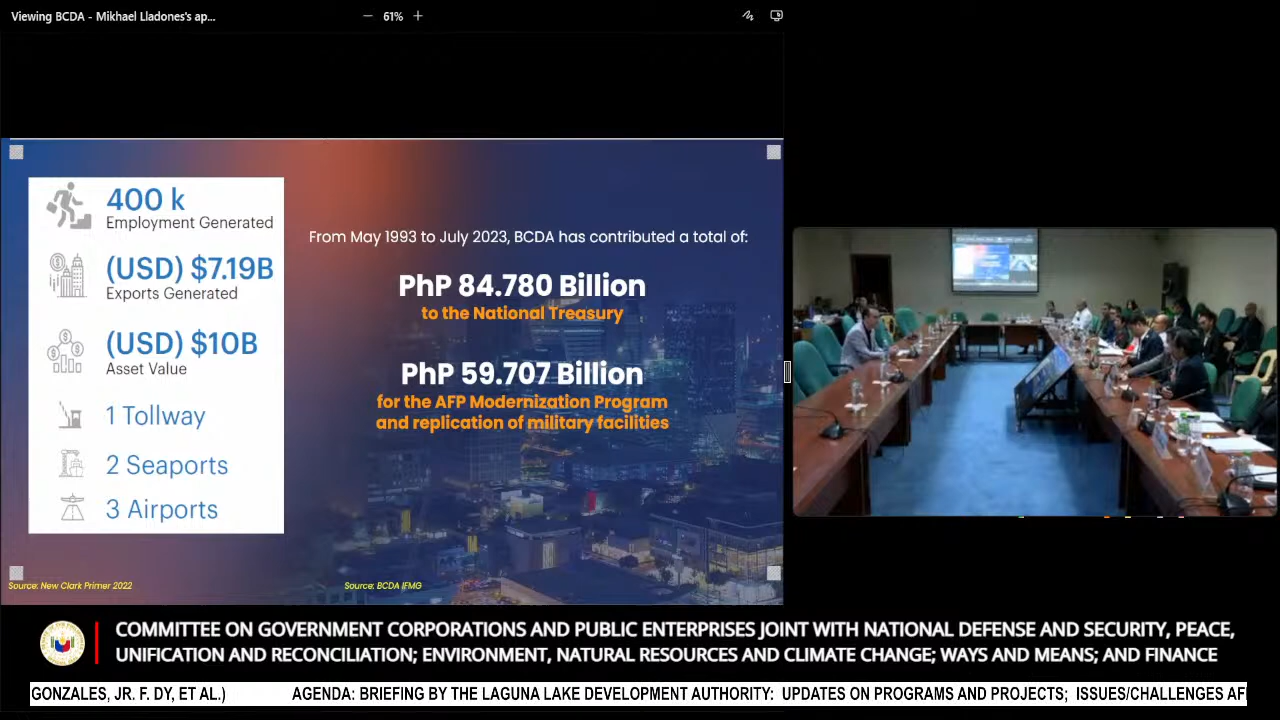 Viewing BCDA - Mikhael Lladones's ap...
61%
400 k
Employment Generated
(USD) $7.19B
Exports Generated
(USD) $10B
Asset Value
1 Tollway
2 Seaports
3 Airports
Source: New Clark Primer 2022
From May 1993 to July 2023, BCDA has contributed a total of:
PhP 84.780 Billion
to the National Treasury
PhP 59.707 Billion
for the AFP Modernization Program
and replication of military facilities
Source: BCDA IFMG
COMMITTEE ON GOVERNMENT CORPORATIONS AND PUBLIC ENTERPRISES JOINT WITH NATIONAL DEFENSE AND SECURITY, PEACE,
UNIFICATION AND RECONCILIATION; ENVIRONMENT, NATURAL RESOURCES AND CLIMATE CHANGE; WAYS AND MEANS; AND FINANCE
GONZALES, JR. F. DY, ET AL.) AGENDA: BRIEFING BY THE LAGUNA LAKE DEVELOPMENT AUTHORITY: UPDATES ON PROGRAMS AND PROJECTS; ISSUES/CHALLENGES AF